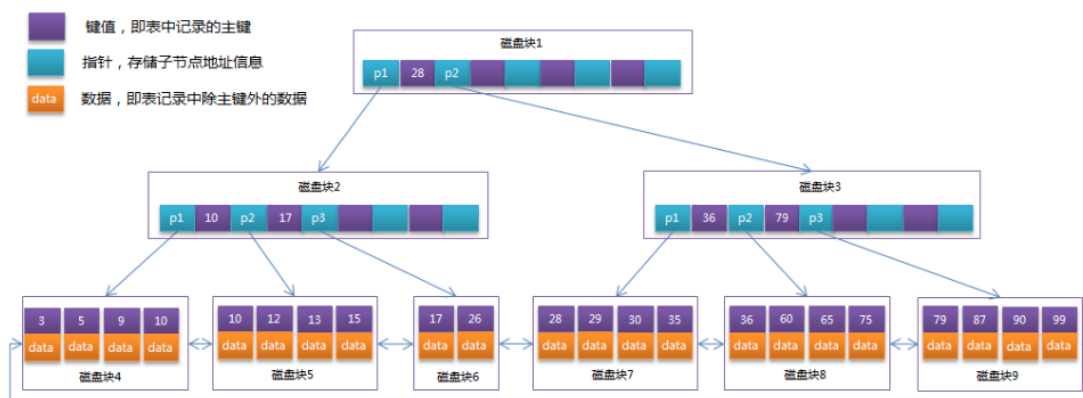 键值，即表中记录的主键
指针，存储子节点地址信息
data 数据，即表记录中除主键外的数据
磁盘块1
p1 28 p2
磁盘块2
p1 10 p2 17 p3
磁盘块3
p1 36 p2 79 p3
3 5 9 10
data data data data
磁盘块4
10 12 13 15
data data data data
磁盘块5
17 26
data data
磁盘块6
28 29 30 35
data data data data
磁盘块7
36 60 65 75
data data data data
磁盘块8
79 87 90 99
data data data data
磁盘块9